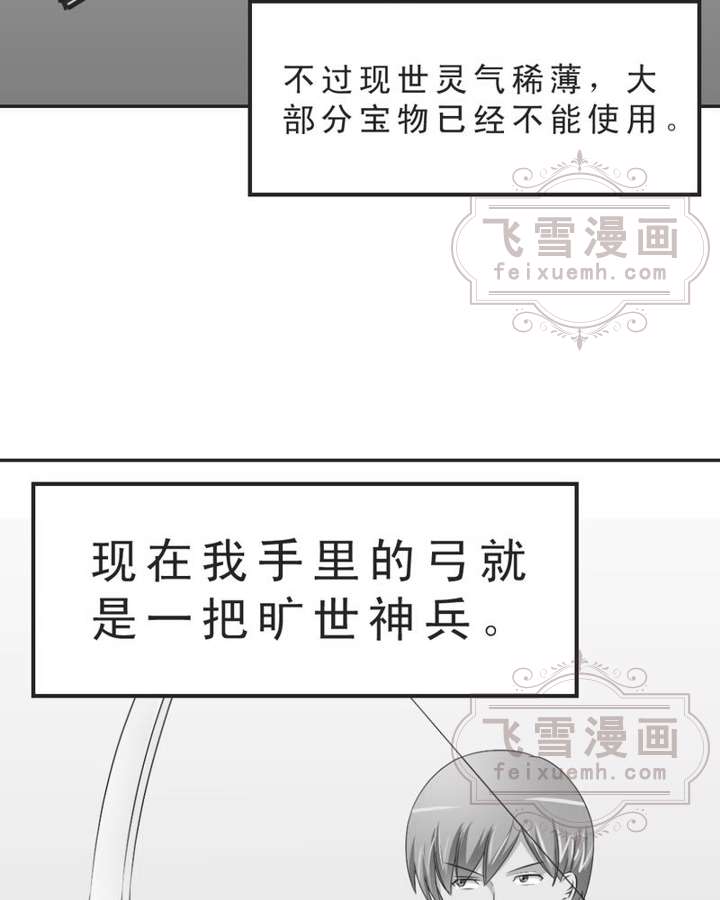 不过现世灵气稀薄，大
部分宝物已经不能使用。
飞雪漫画
feixuemh.com
现在我手里的弓就
是一把旷世神兵。
飞雪漫画
feixuemh.com